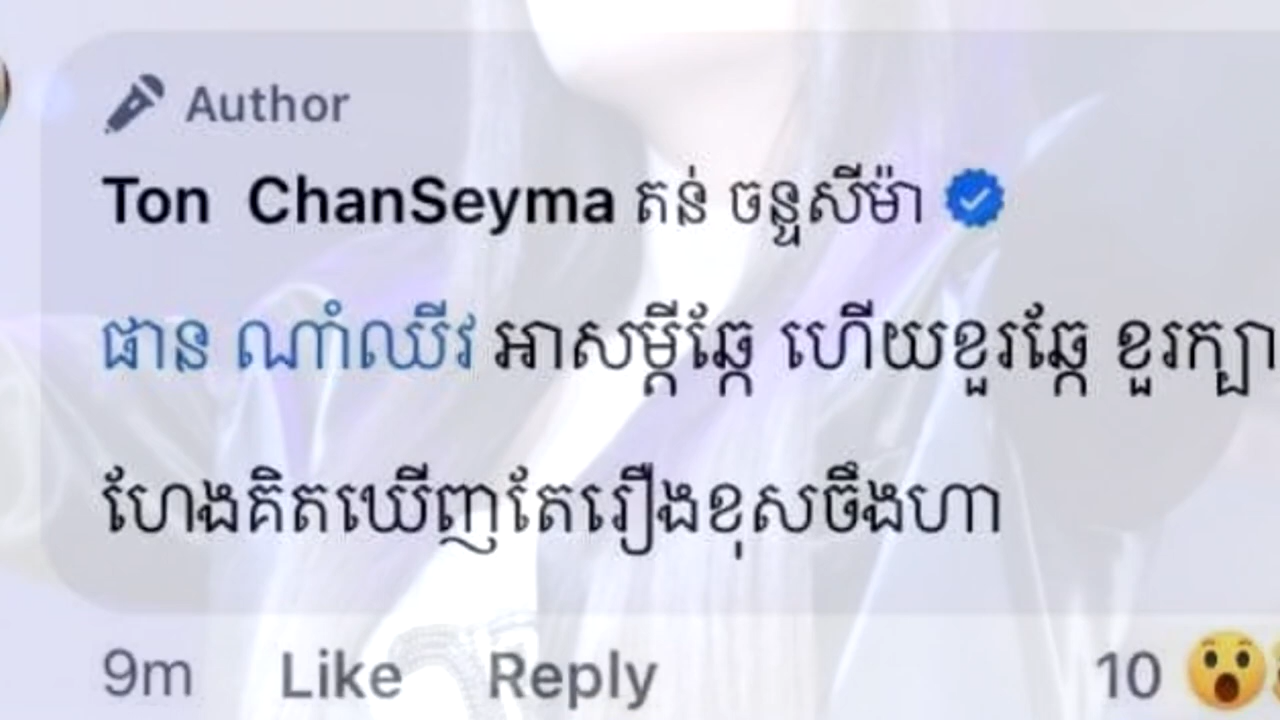 Author
Ton ChanSeyma តន់ ចន្ទសីម៉ា
ផាន ណាំឈីវ អាសម្ដីឆ្កែ ហើយខួរឆ្កែ ខួរក្បា
ហែងគិតឃើញតែរឿងខុសចឹងហា
9m Like Reply 10